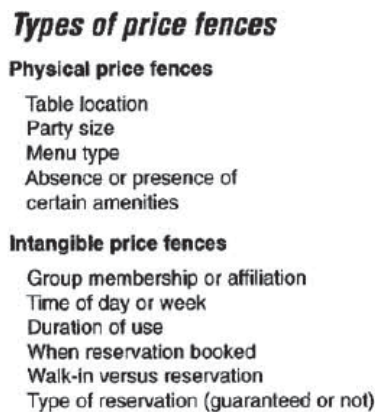 Types of price fences
Physical price fences
Table location
Party size
Menu type
Absence or presence of
certain amenities
Intangible price fences
Group membership or affiliation
Time of day or week
Duration of use
When reservation booked
Walk-in versus reservation
Type of reservation (guaranteed or not)